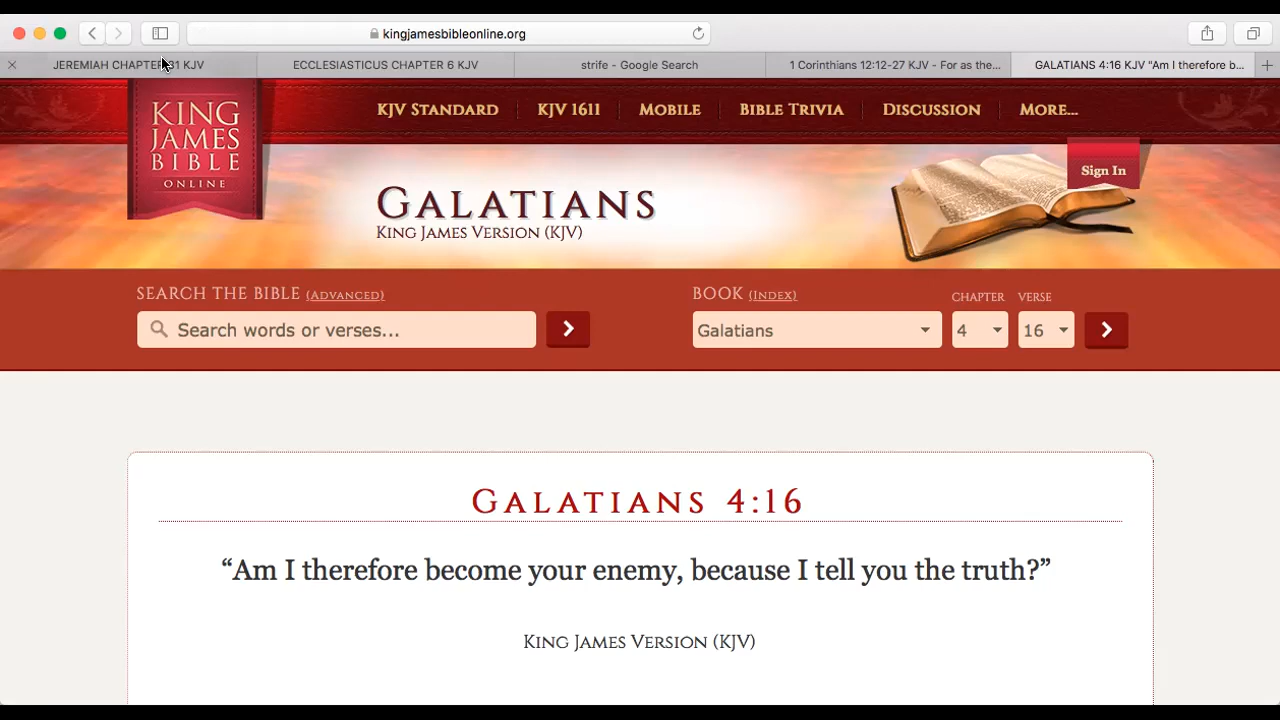 kingjamesbibleonline.org
JEREMIAH CHAPTER 31 KJV
ECCLESIASTICUS CHAPTER 6 KJV
strife - Google Search
1 Corinthians 12:12-27 KJV - For as the...
GALATIANS 4:16 KJV "Am I therefore b...
KING
JAMES
BIBLE
ONLINE
KJV STANDARD
KJV 1611
MOBILE
BIBLE TRIVIA
DISCUSSION
MORE...
Sign In
GALATIANS
KING JAMES VERSION (KJV)
SEARCH THE BIBLE (ADVANCED)
Search words or verses...
BOOK (INDEX)
CHAPTER
VERSE
Galatians
4
16
GALATIANS 4:16
“Am I therefore become your enemy, because I tell you the truth?”
KING JAMES VERSION (KJV)